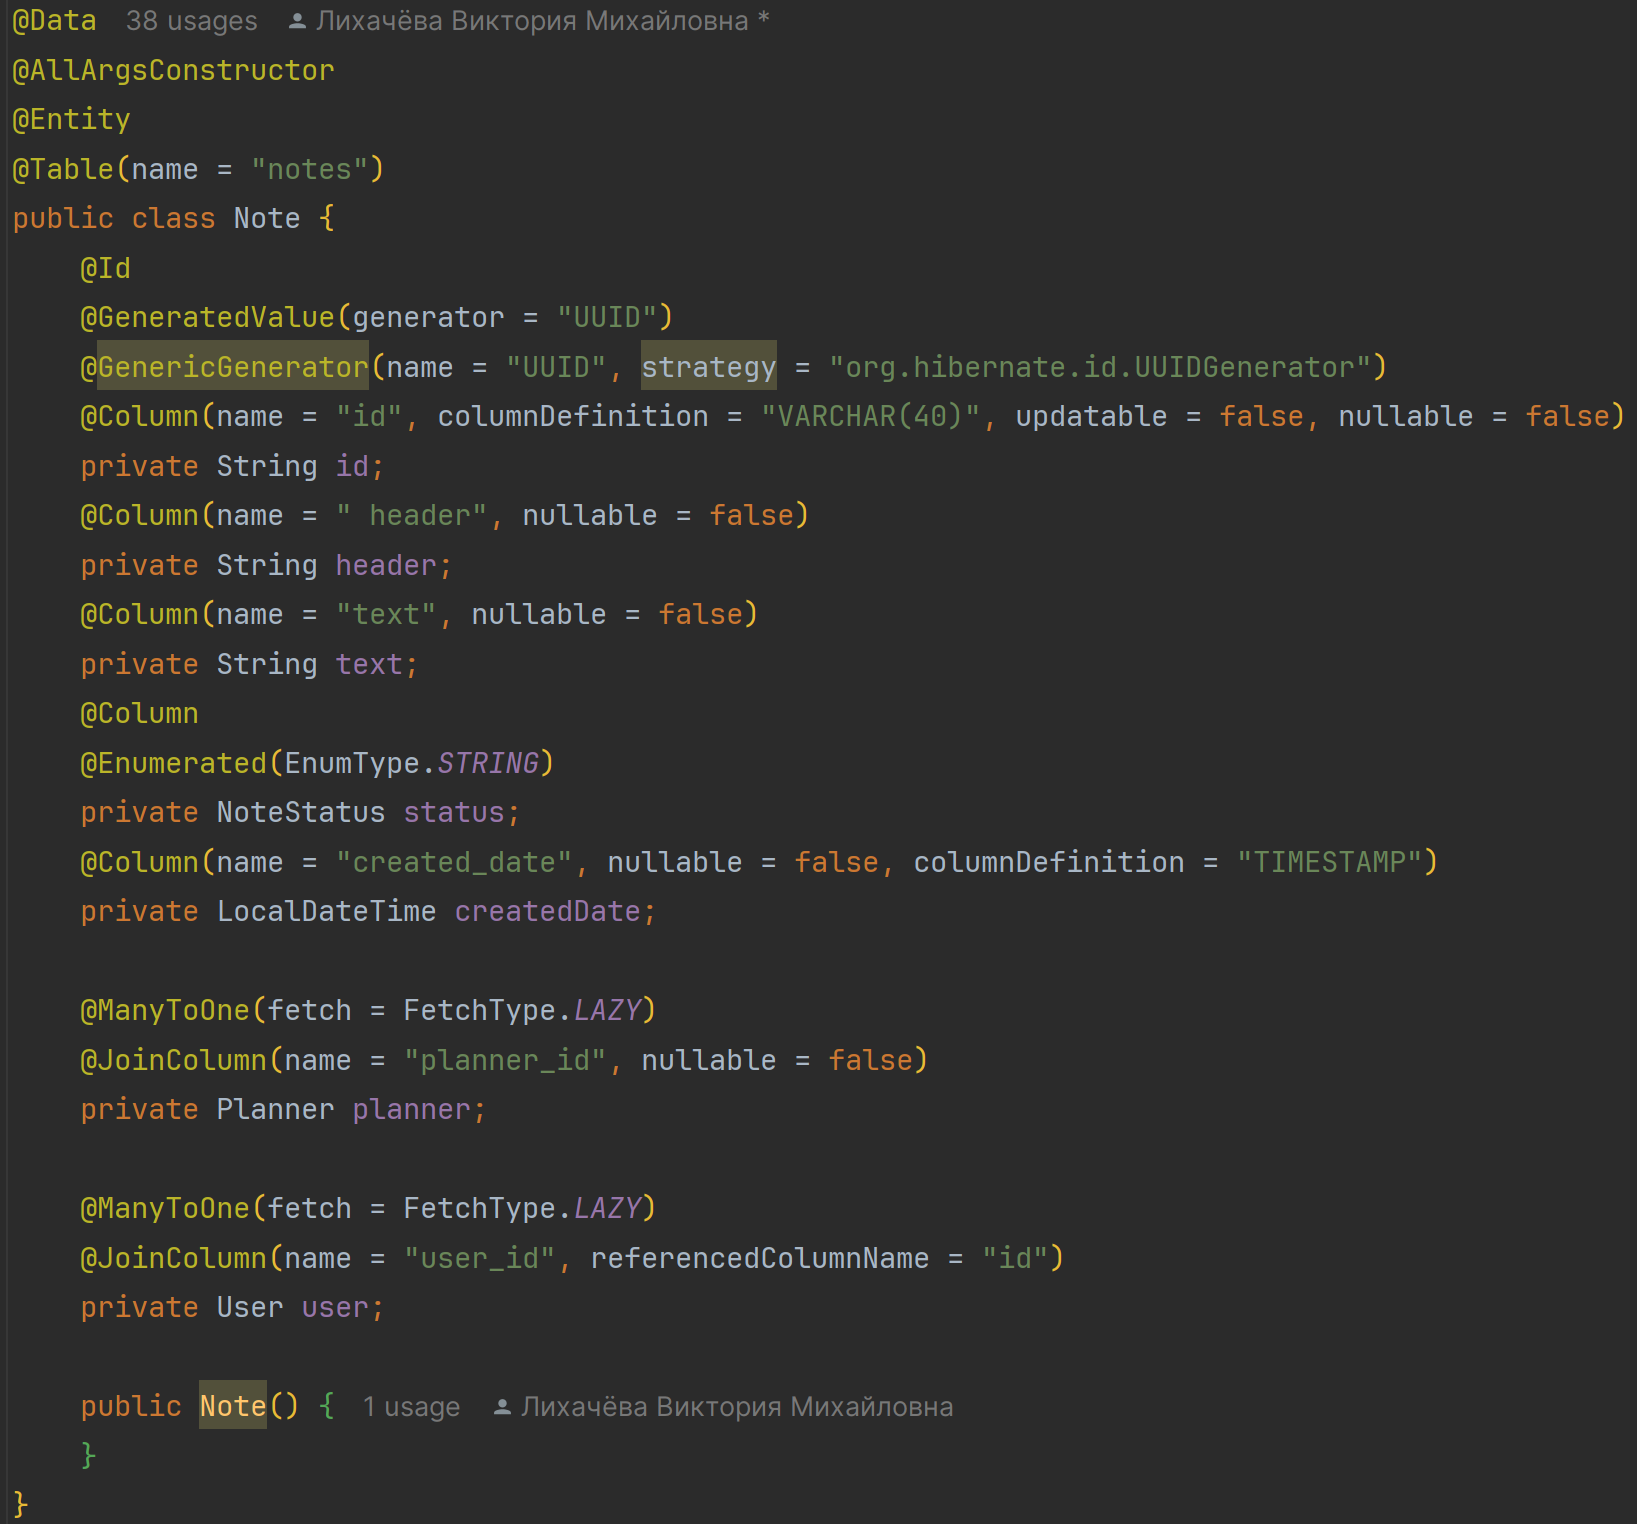 @Data 38 usages Лихачёва Виктория Михайловна *
@AllArgsConstructor
@Entity
@Table(name = "notes")
public class Note {
    @Id
    @GeneratedValue(generator = "UUID")
    @GenericGenerator(name = "UUID", strategy = "org.hibernate.id.UUIDGenerator")
    @Column(name = "id", columnDefinition = "VARCHAR(40)", updatable = false, nullable = false)
    private String id;
    @Column(name = " header", nullable = false)
    private String header;
    @Column(name = "text", nullable = false)
    private String text;
    @Column
    @Enumerated(EnumType.STRING)
    private NoteStatus status;
    @Column(name = "created_date", nullable = false, columnDefinition = "TIMESTAMP")
    private LocalDateTime createdDate;
    @ManyToOne(fetch = FetchType.LAZY)
    @JoinColumn(name = "planner_id", nullable = false)
    private Planner planner;
    @ManyToOne(fetch = FetchType.LAZY)
    @JoinColumn(name = "user_id", referencedColumnName = "id")
    private User user;
    public Note() { 1 usage Лихачёва Виктория Михайловна
    }
}